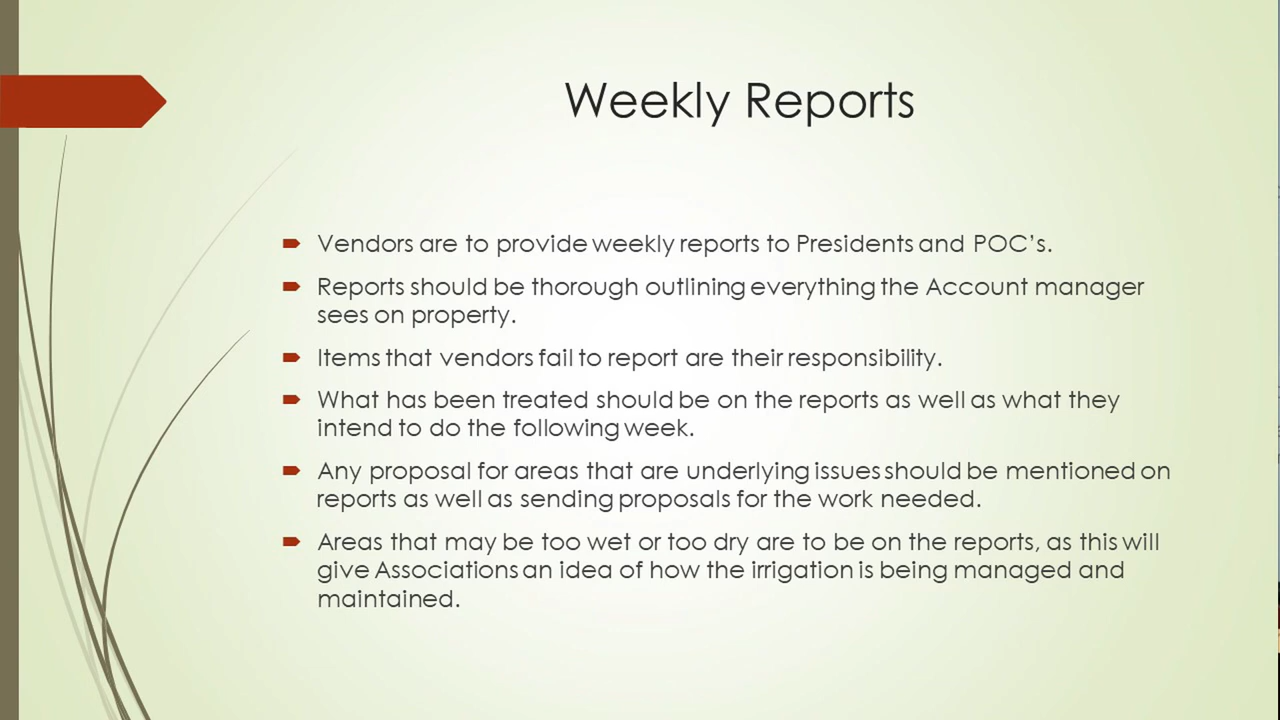 Weekly Reports
Vendors are to provide weekly reports to Presidents and POC's.
Reports should be thorough outlining everything the Account manager
sees on property.
Items that vendors fail to report are their responsibility.
What has been treated should be on the reports as well as what they
intend to do the following week.
Any proposal for areas that are underlying issues should be mentioned on
reports as well as sending proposals for the work needed.
Areas that may be too wet or too dry are to be on the reports, as this will
give Associations an idea of how the irrigation is being managed and
maintained.